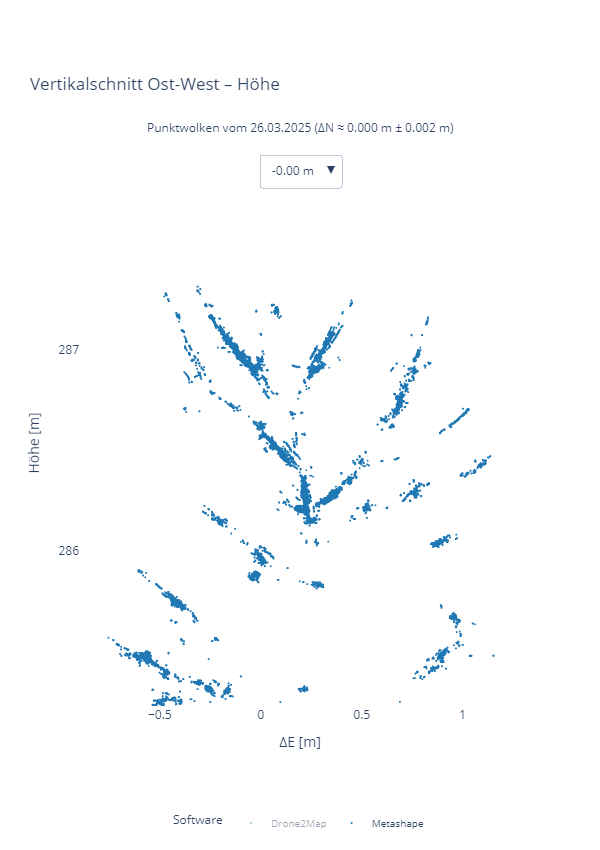 Vertikalschnitt Ost-West – Höhe
Punktwolken vom 26.03.2025 (ΔN ≈ 0.000 m ± 0.002 m)
-0.00 m ▼
287
286
Höhe [m]
−0.5 0 0.5 1
ΔE [m]
Software Drone2Map Metashape